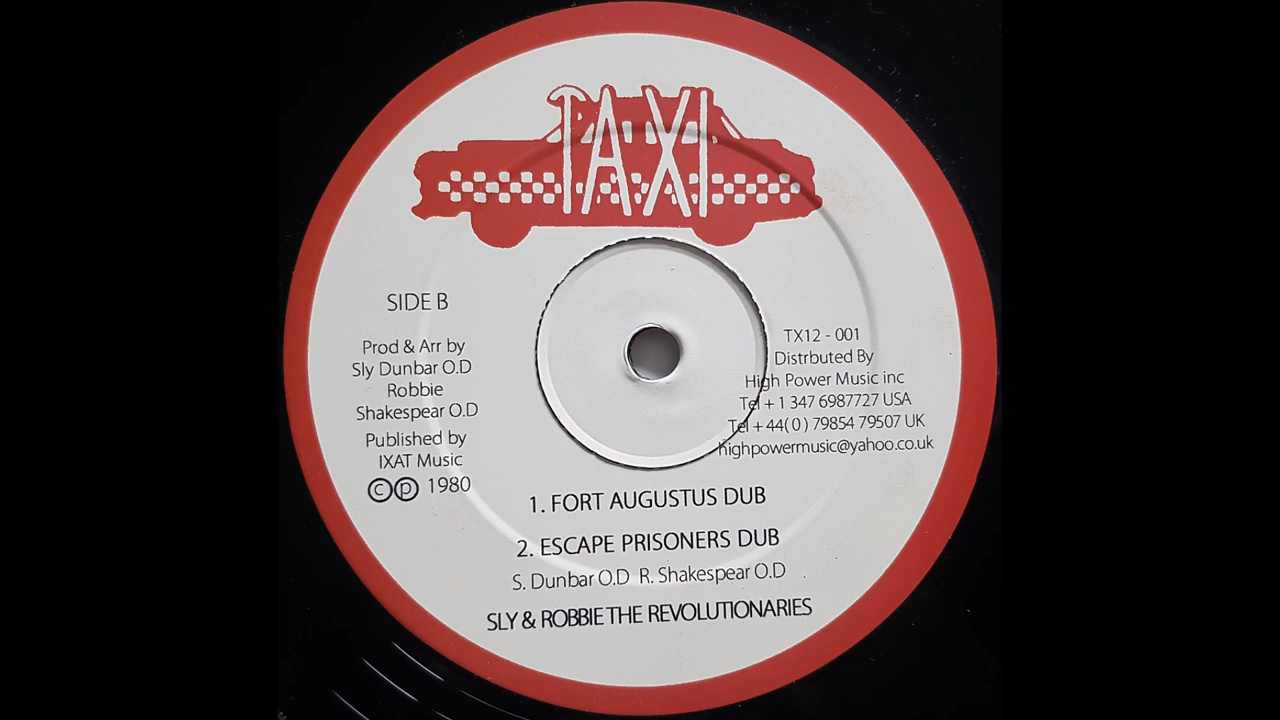 TAXI
SIDE B
Prod & Arr by
Sly Dunbar O.D
Robbie
Shakespear O.D
Published by
IXAT Music
©℗ 1980
TX12 - 001
Distrbuted By
High Power Music inc
Tel + 1 347 6987727 USA
Tel + 44( 0 ) 79854 79507 UK
highpowermusic@yahoo.co.uk
1. FORT AUGUSTUS DUB
2. ESCAPE PRISONERS DUB
S. Dunbar O.D R. Shakespear O.D
SLY & ROBBIE THE REVOLUTIONARIES